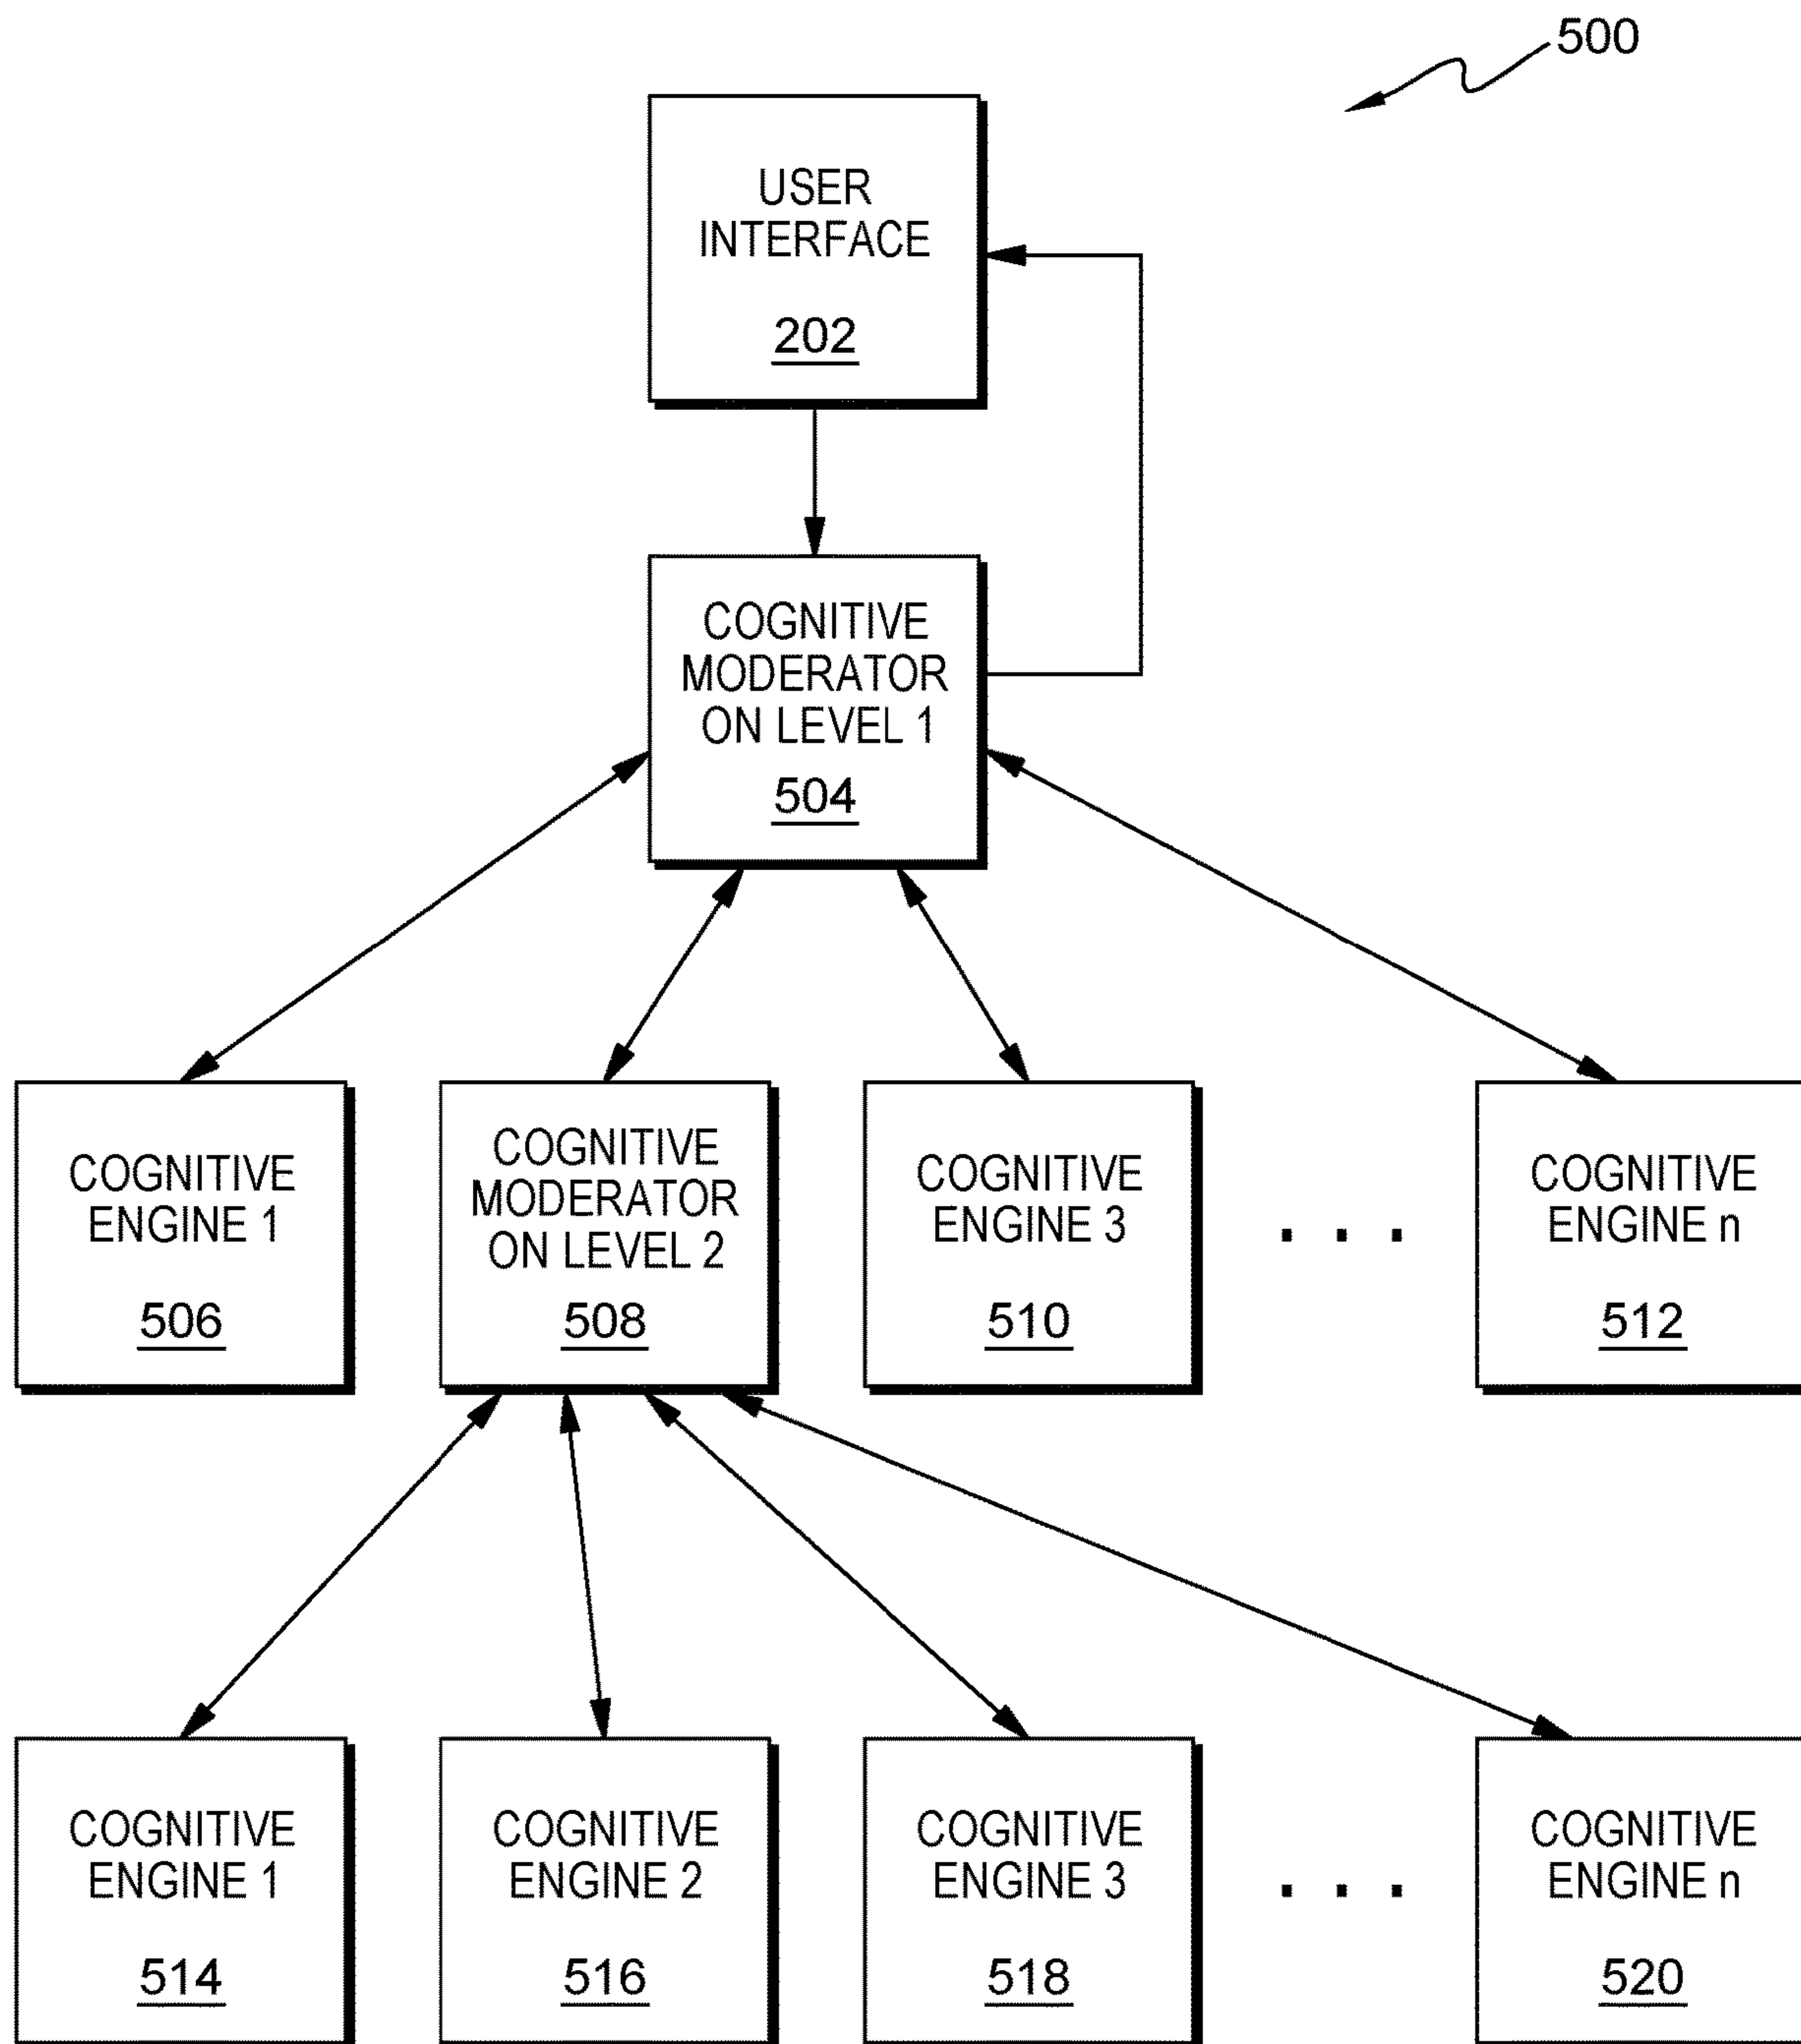 500
USER
INTERFACE
202
COGNITIVE
MODERATOR
ON LEVEL 1
504
COGNITIVE
ENGINE 1
506
COGNITIVE
MODERATOR
ON LEVEL 2
508
COGNITIVE
ENGINE 3
510
. . .
COGNITIVE
ENGINE n
512
COGNITIVE
ENGINE 1
514
COGNITIVE
ENGINE 2
516
COGNITIVE
ENGINE 3
518
. . .
COGNITIVE
ENGINE n
520